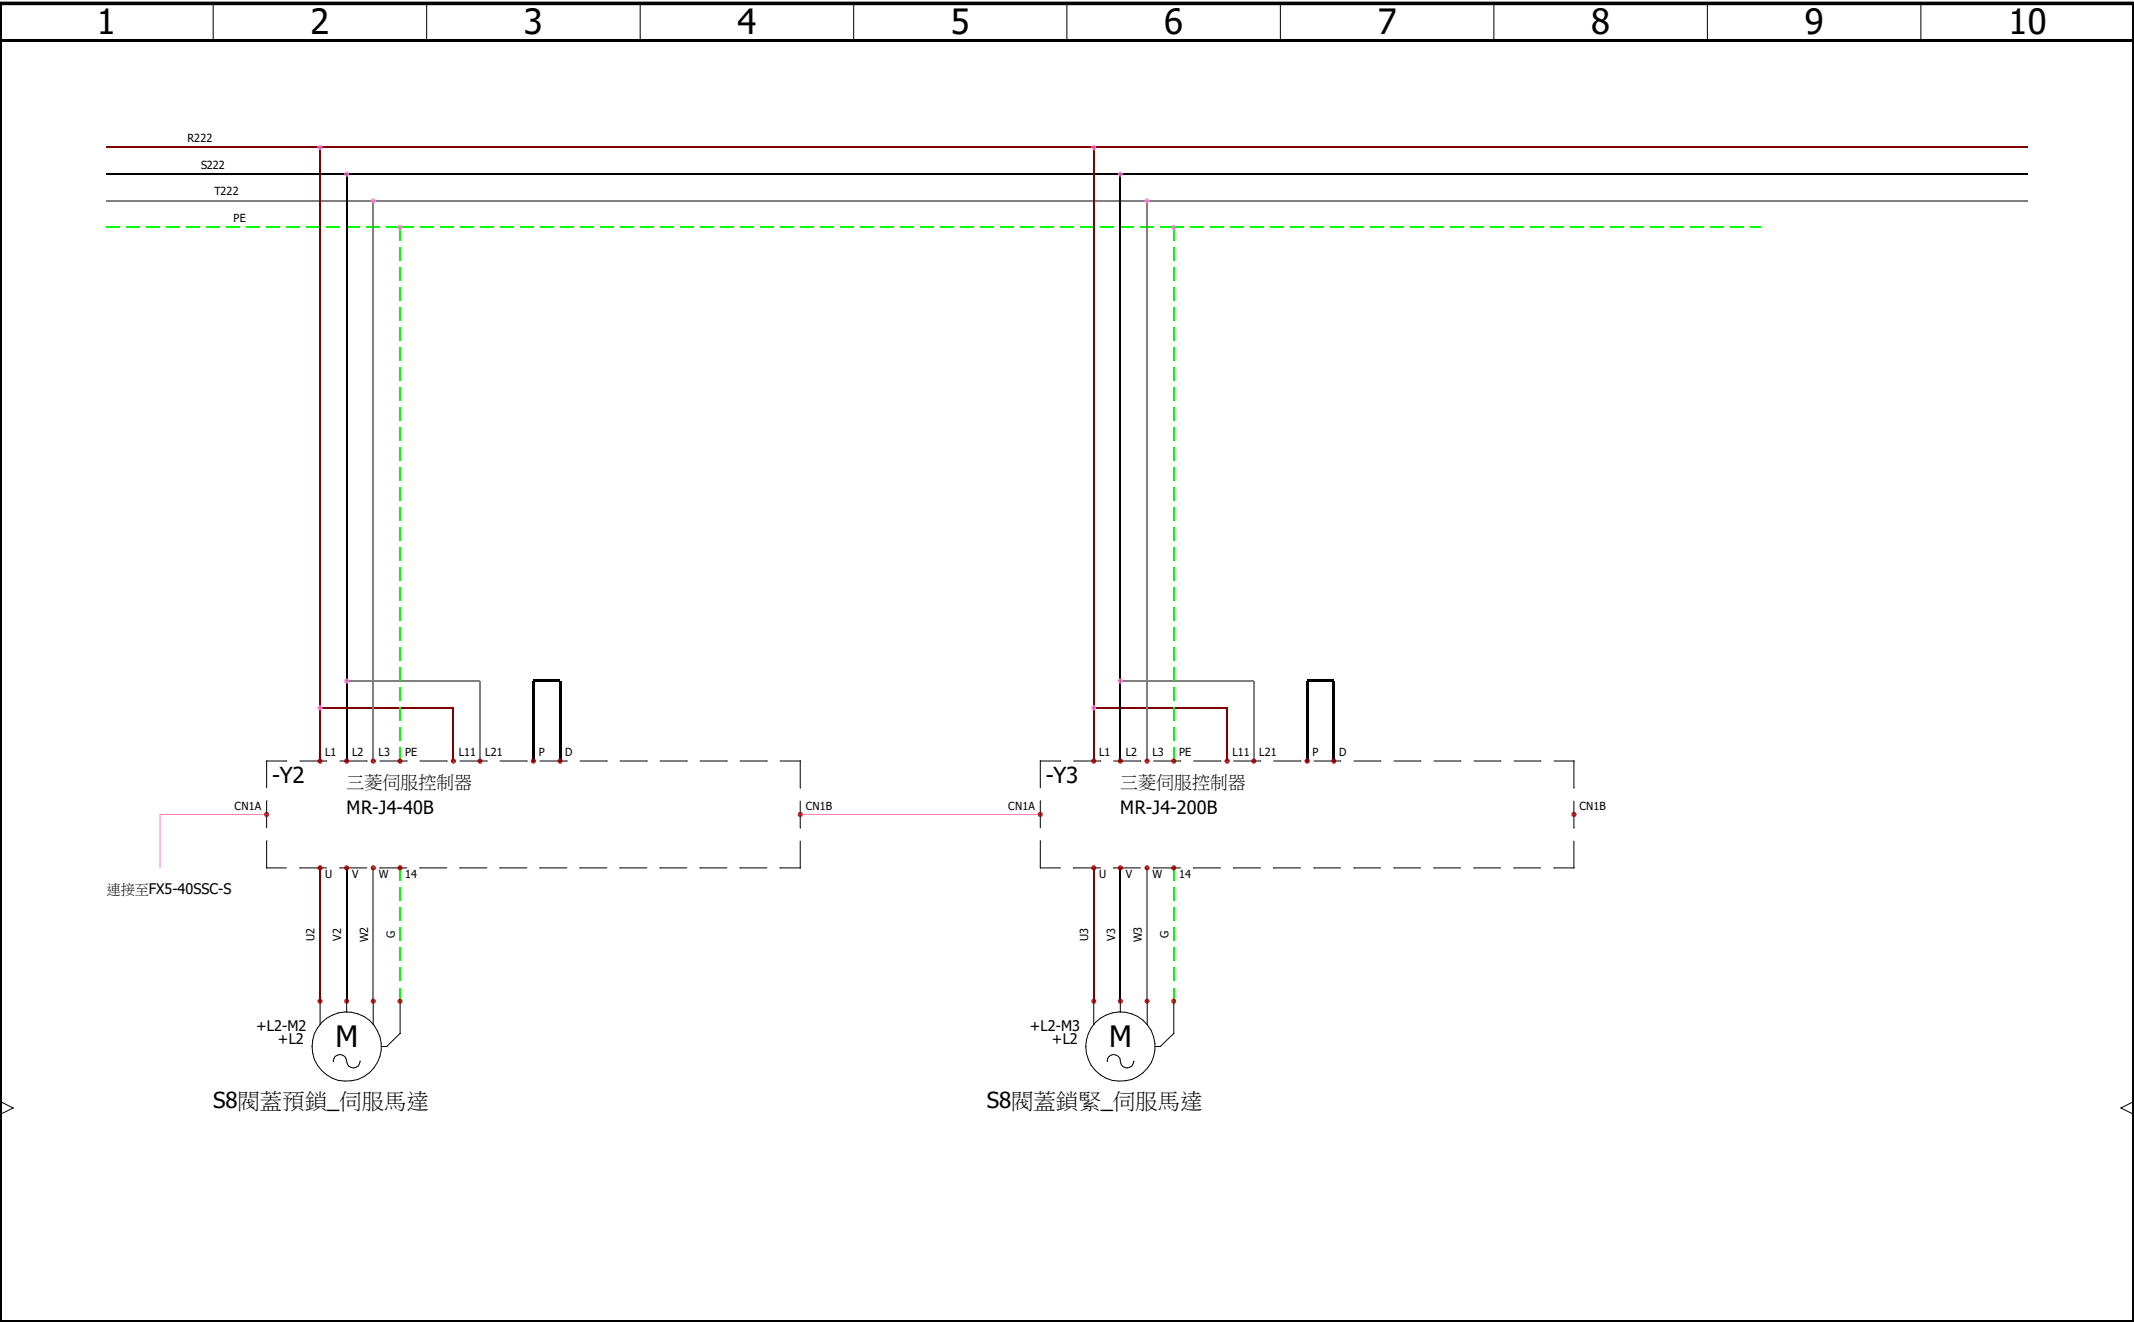 1 2 3 4 5 6 7 8 9 10
R222
S222
T222
PE
L1 L2 L3 PE L11 L21 P D
L1 L2 L3 PE L11 L21 P D
-Y2
三菱伺服控制器
MR-J4-40B
CN1A
CN1B
-Y3
三菱伺服控制器
MR-J4-200B
CN1A
CN1B
U V W 14
U V W 14
連接至FX5-40SSC-S
U2 V2 W2 G
U3 V3 W3 G
+L2-M2
+L2
M
+L2-M3
+L2
M
S8閥蓋預鎖_伺服馬達
S8閥蓋鎖緊_伺服馬達